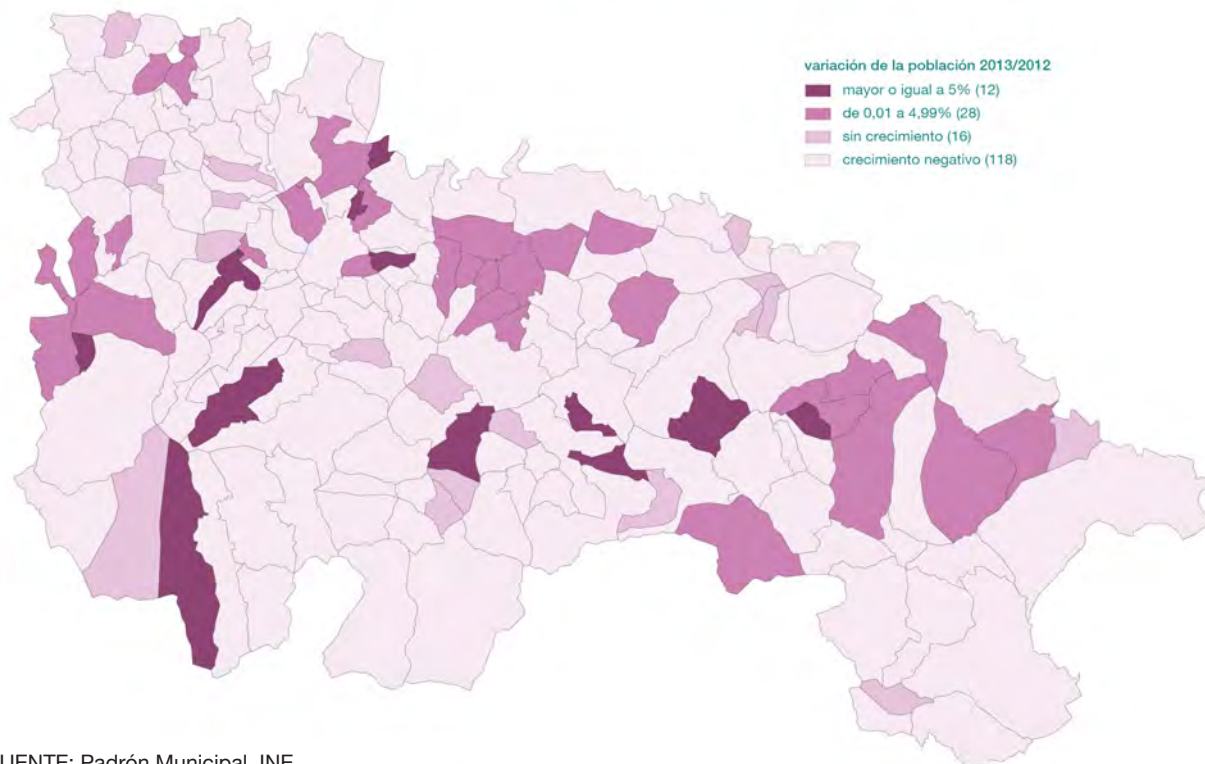 variación de la población 2013/2012
mayor o igual a 5% (12)
de 0,01 a 4,99% (28)
sin crecimiento (16)
crecimiento negativo (118)
UENTE: Padrón Municipal. INE